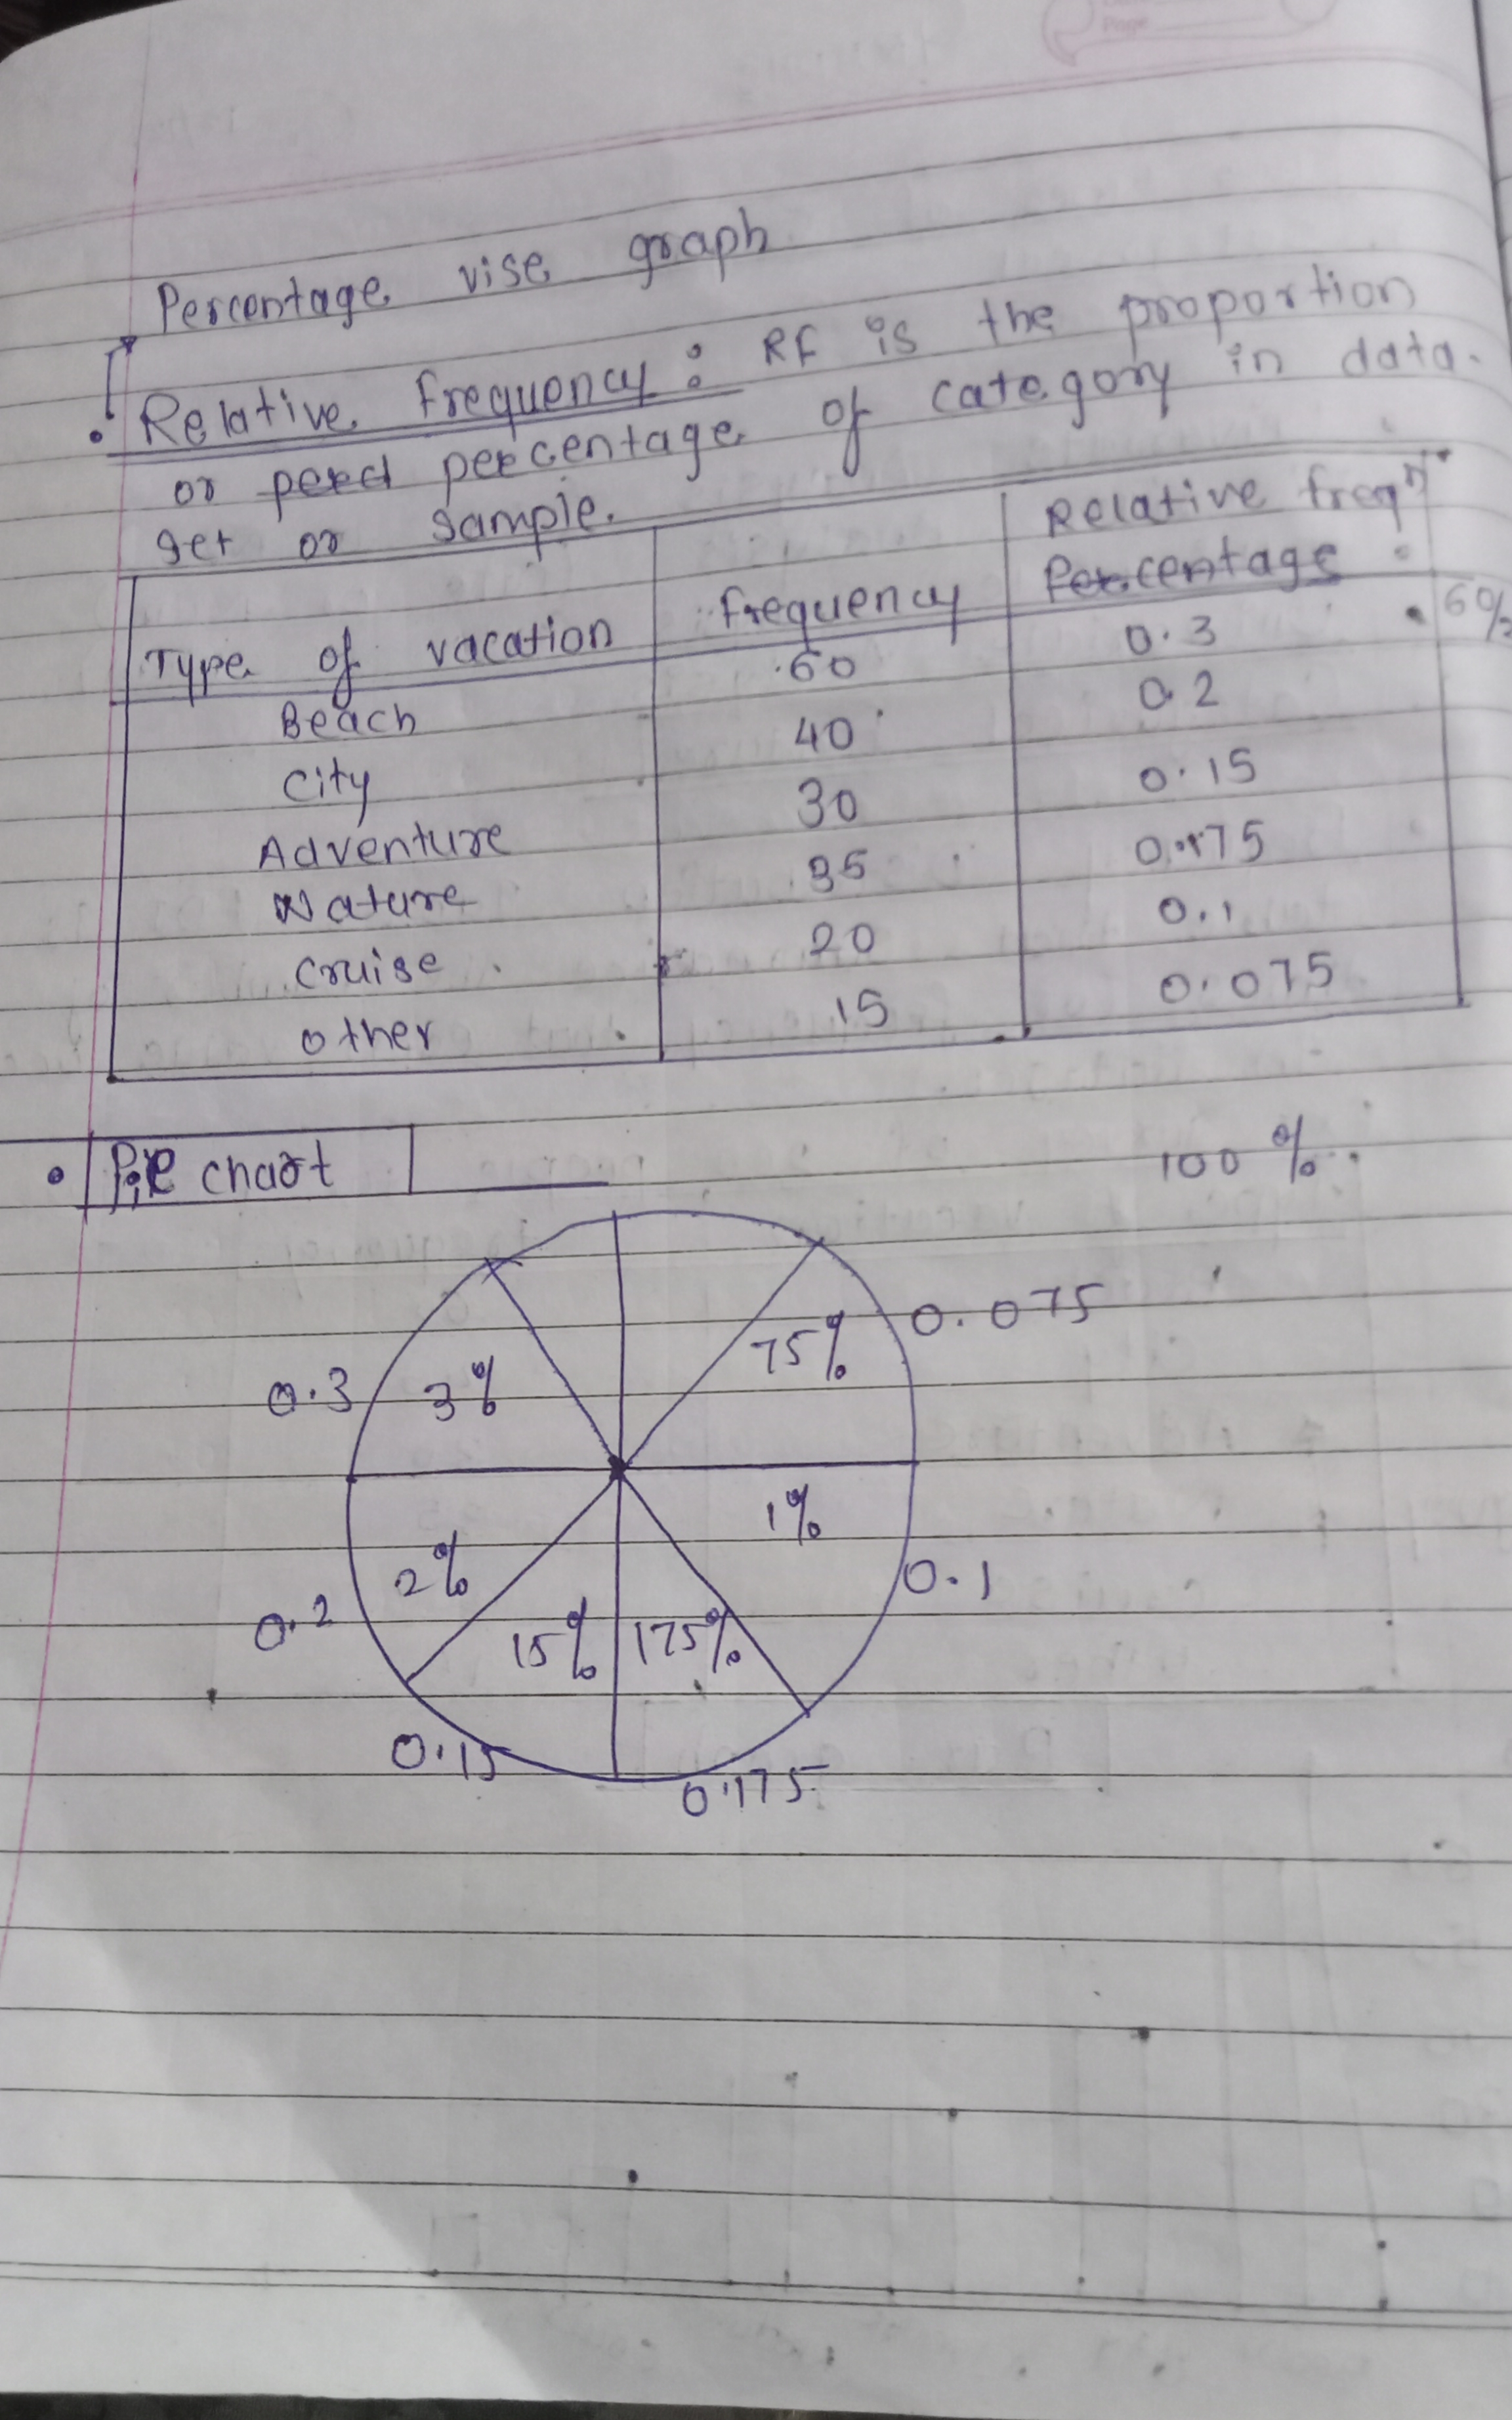 Page
Percentage vise graph
Relative frequency: RF is the proportion
or percentage of category in data
set or sample.
Type of vacation frequency Relative freqⁿ
Percentage
Beach 60 0.3 6%
City 40 0.2
Adventure 30 0.15
Nature 35 0.175
cruise 20 0.1
other 15 0.075
Pie chart 100 %
75% 0.075
0.3 3%
1%
2% 0.1
0.2 15% 175%
0.15 0.175